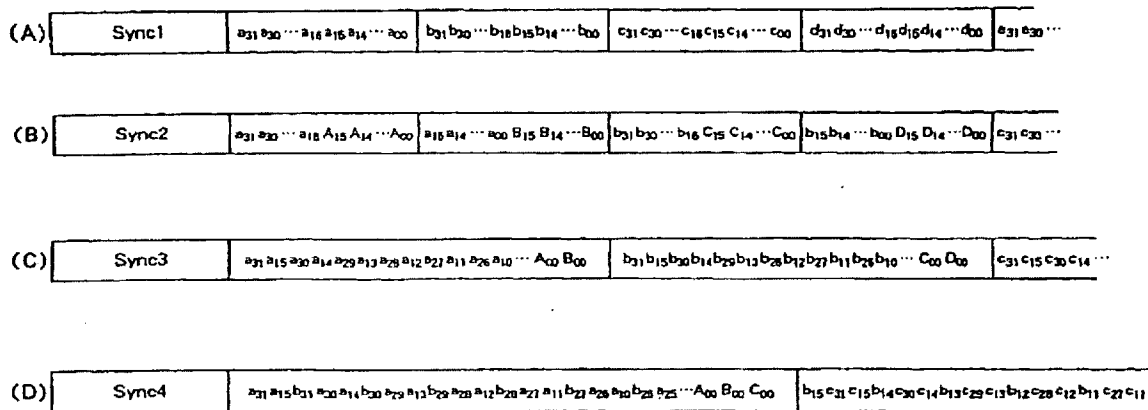 (A) Sync1 a31 a30 ··· a16 a15 a14 ··· a00 b31 b30 ··· b16 b15 b14 ··· b00 c31 c30 ··· c16 c15 c14 ··· c00 d31 d30 ··· d16 d15 d14 ··· d00 a31 a30 ···
(B) Sync2 a31 a30 ··· a16 A15 A14 ··· A00 a15 a14 ··· a00 B15 B14 ··· B00 b31 b30 ··· b16 C15 C14 ··· C00 b15 b14 ··· b00 D15 D14 ··· D00 c31 c30 ···
(C) Sync3 a31 a15 a30 a14 a29 a13 a28 a12 a27 a11 a26 a10 ··· A00 B00 b31 b15 b30 b14 b29 b13 b28 b12 b27 b11 b26 b10 ··· C00 D00 c31 c15 c30 c14 ···
(D) Sync4 a31 a15 b31 a30 a14 b30 a29 a13 b29 a28 a12 b28 a27 a11 b27 a26 a10 b26 a25 ··· A00 B00 C00 b15 c31 c15 b14 c30 c14 b13 c29 c13 b12 c28 c12 b11 c27 c11